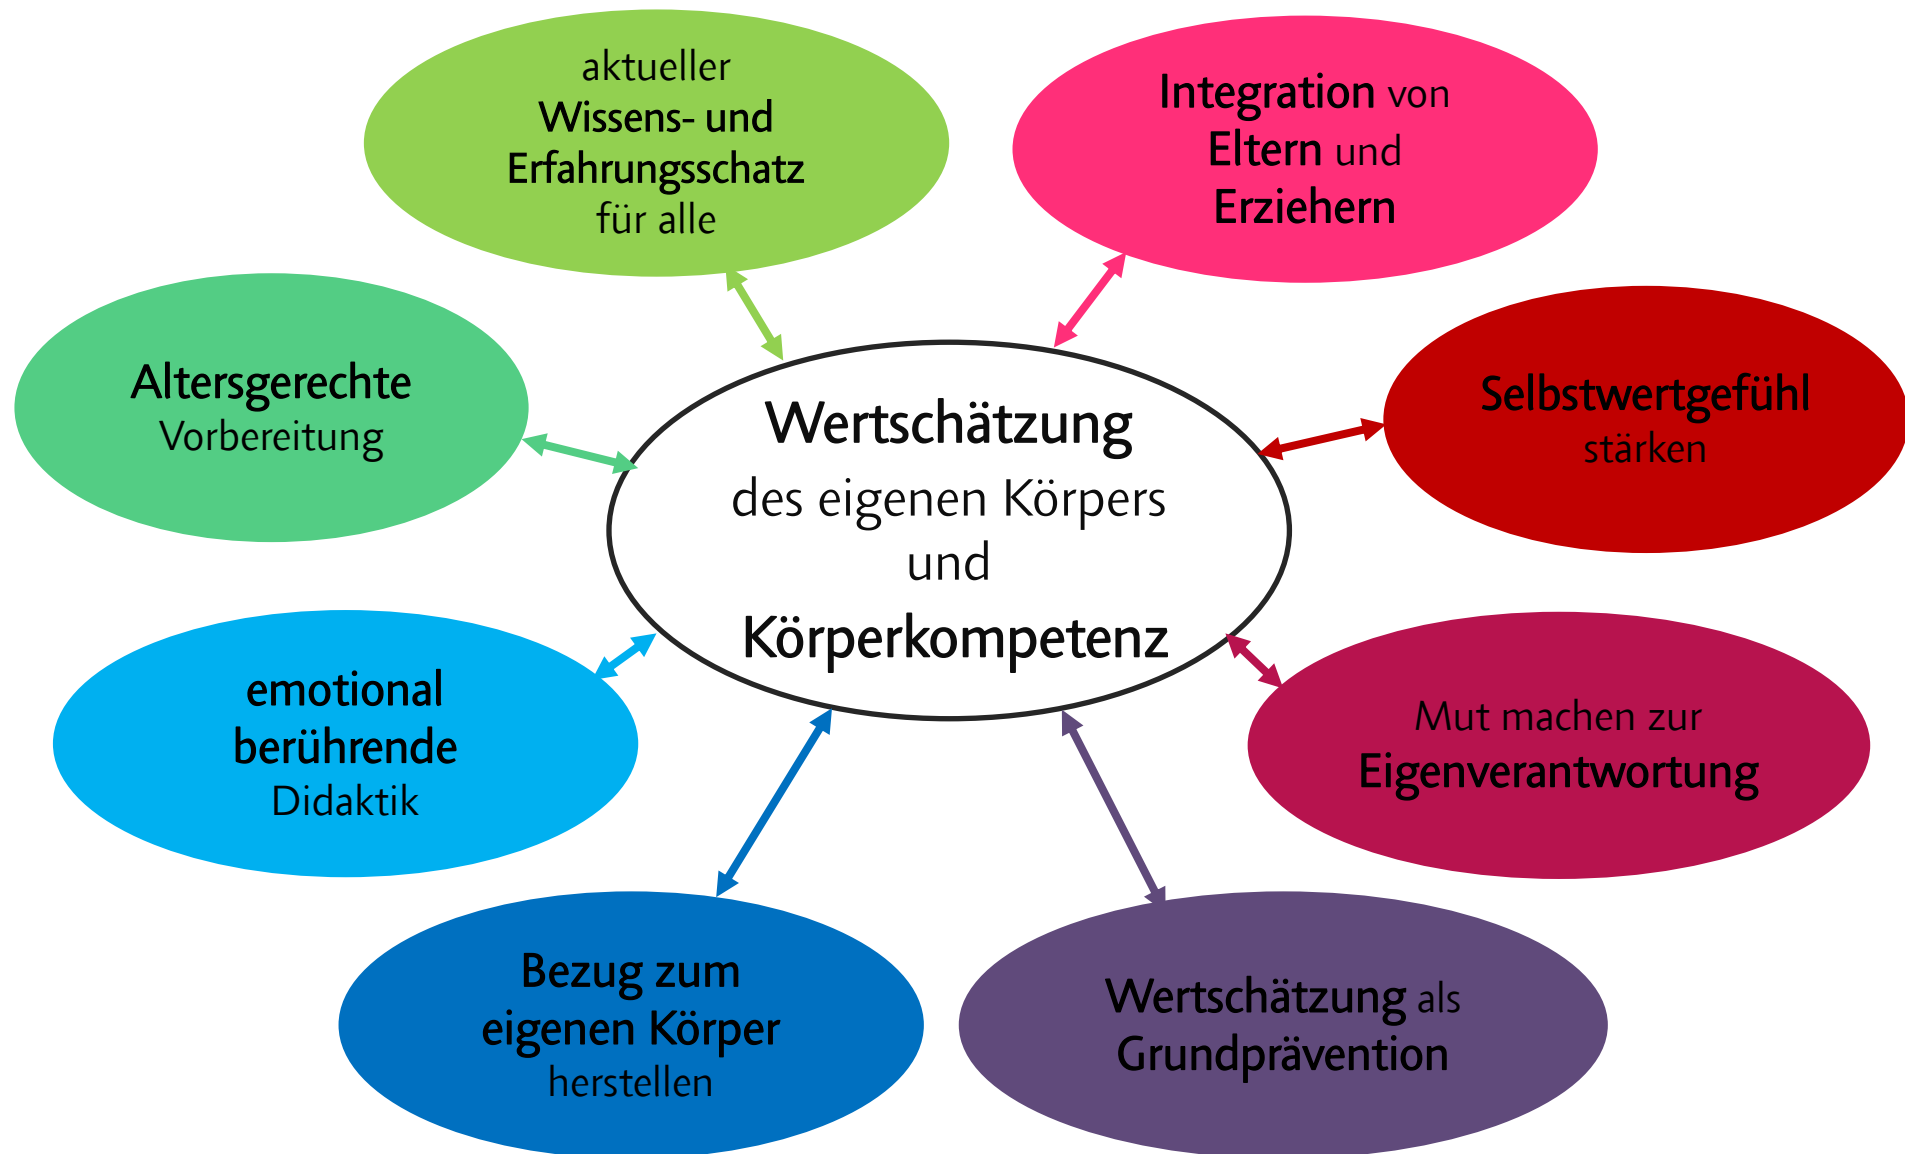 aktueller
Wissens- und
Erfahrungsschatz
für alle
Integration von
Eltern und
Erziehern
Altersgerechte
Vorbereitung
Selbstwertgefühl
stärken
Wertschätzung
des eigenen Körpers
und
Körperkompetenz
emotional
berührende
Didaktik
Mut machen zur
Eigenverantwortung
Bezug zum
eigenen Körper
herstellen
Wertschätzung als
Grundprävention